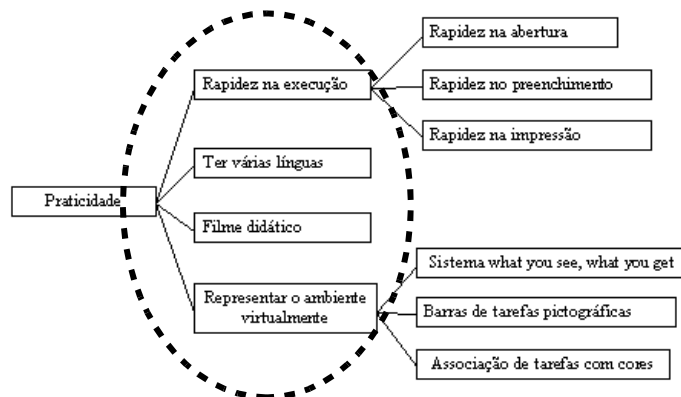 Praticidade
Rapidez na execução
Ter várias línguas
Filme didático
Representar o ambiente
virtualmente
Rapidez na abertura
Rapidez no preenchimento
Rapidez na impressão
Sistema what you see, what you get
Barras de tarefas pictográficas
Associação de tarefas com cores